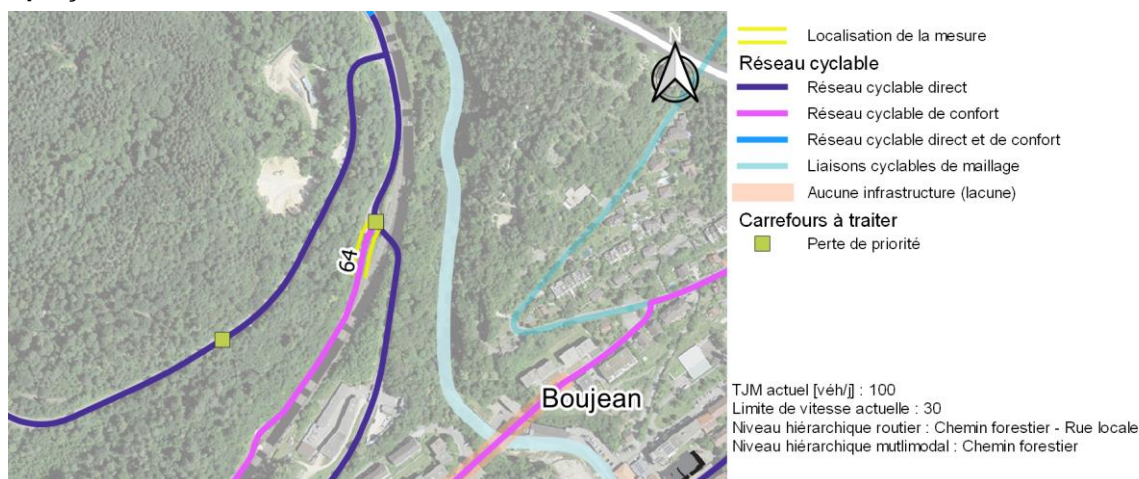 N
64
Boujean
Localisation de la mesure
Réseau cyclable
Réseau cyclable direct
Réseau cyclable de confort
Réseau cyclable direct et de confort
Liaisons cyclables de maillage
Aucune infrastructure (lacune)
Carrefours à traiter
Perte de priorité
TJM actuel [véh/j] : 100
Limite de vitesse actuelle : 30
Niveau hiérarchique routier : Chemin forestier - Rue locale
Niveau hiérarchique mutlimodal : Chemin forestier